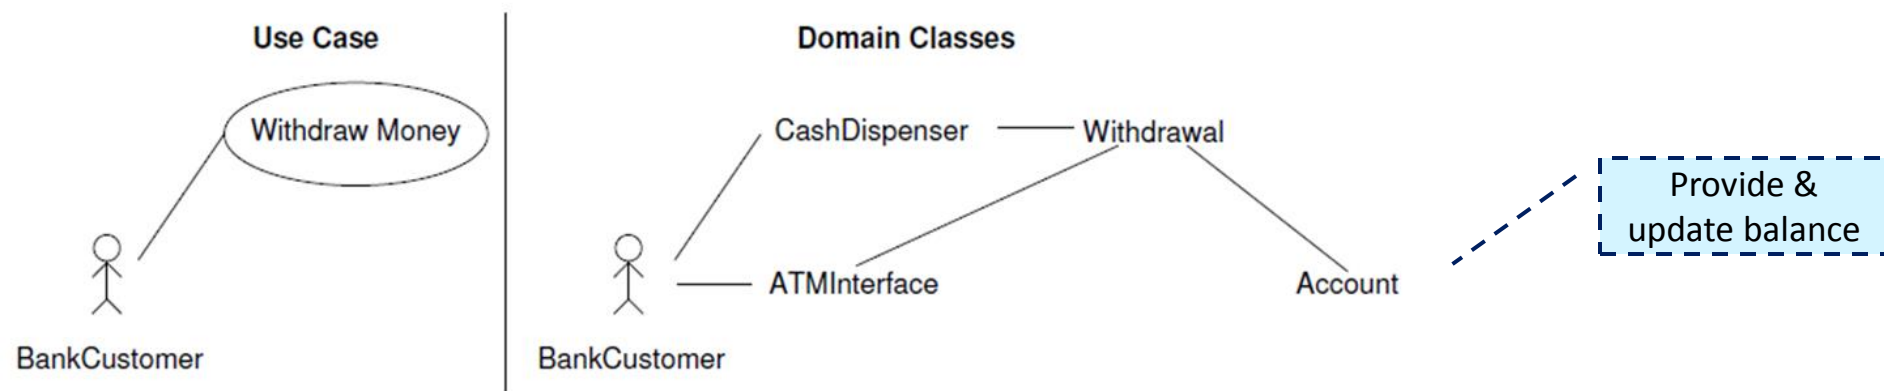 Use Case
Withdraw Money
BankCustomer
Domain Classes
CashDispenser
Withdrawal
ATMInterface
Account
BankCustomer
Provide &
update balance